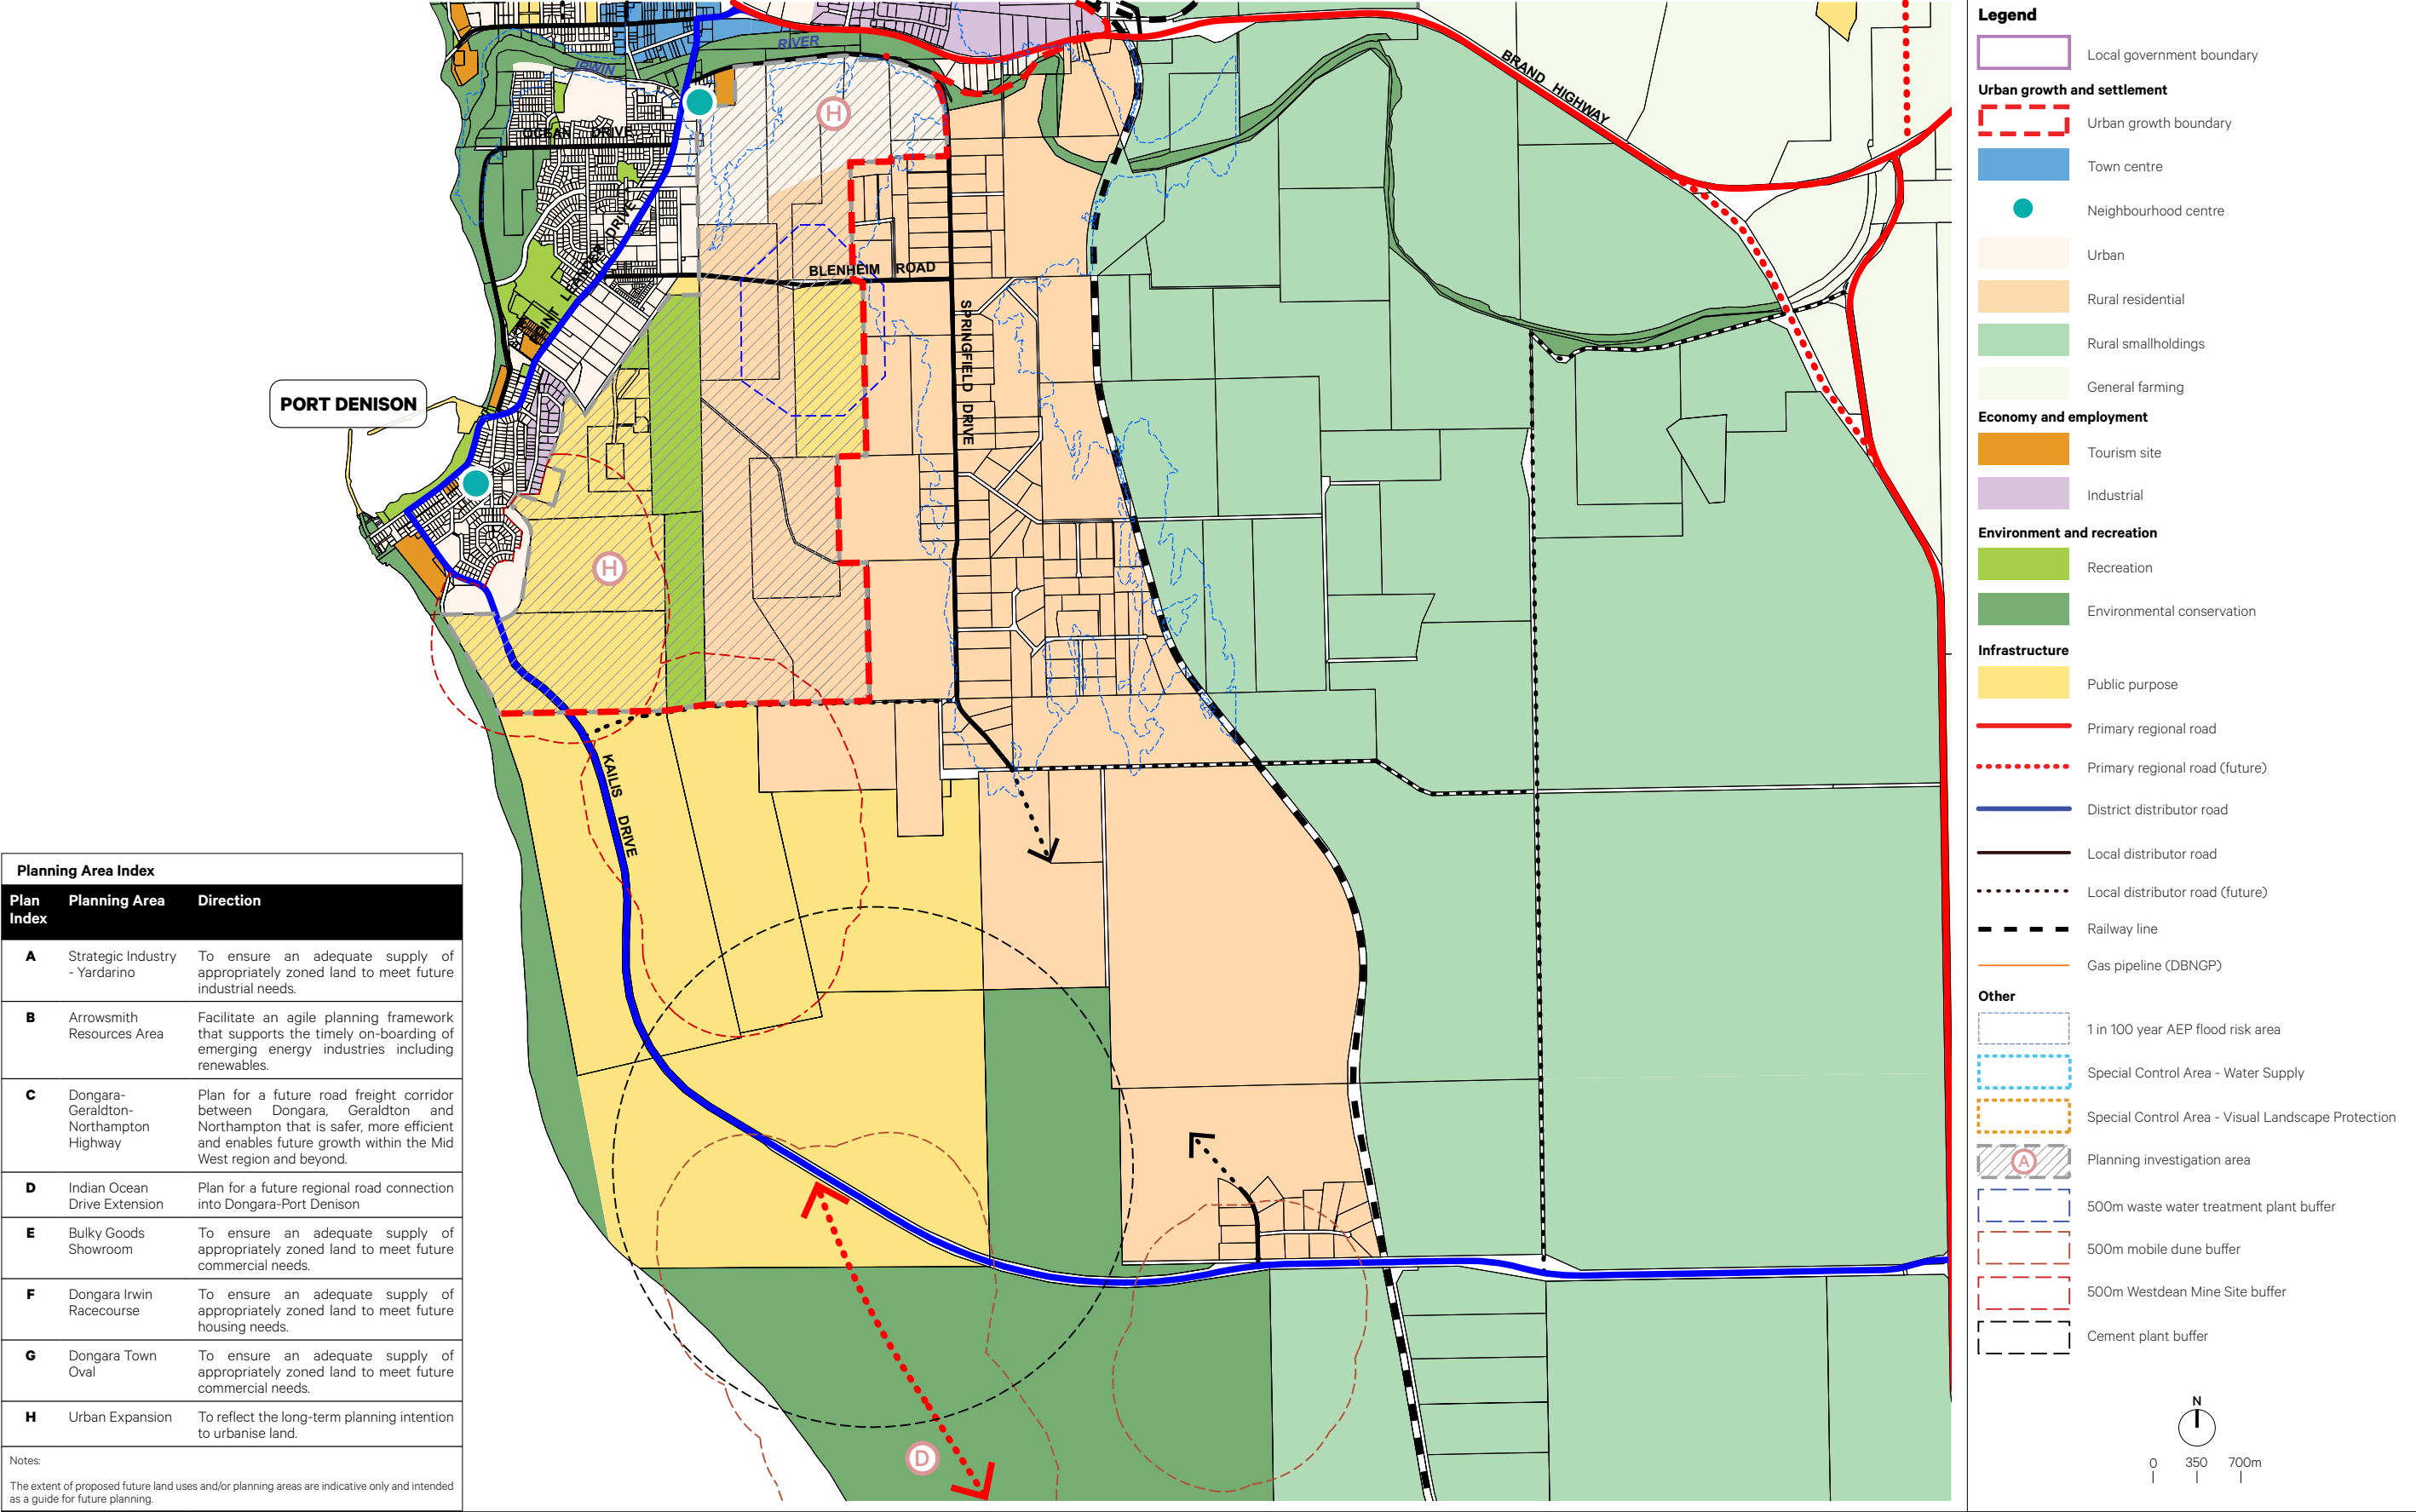 RIVER
IRWIN
H
BRAND HIGHWAY
OCEAN DRIVE
POINT LEANDER DRIVE
BLENHEIM ROAD
SPRINGFIELD DRIVE
PORT DENISON
H
KAILIS DRIVE
D
Planning Area Index
Plan Index Planning Area Direction
A Strategic Industry - Yardarino To ensure an adequate supply of appropriately zoned land to meet future industrial needs.
B Arrowsmith Resources Area Facilitate an agile planning framework that supports the timely on-boarding of emerging energy industries including renewables.
C Dongara-Geraldton-Northampton Highway Plan for a future road freight corridor between Dongara, Geraldton and Northampton that is safer, more efficient and enables future growth within the Mid West region and beyond.
D Indian Ocean Drive Extension Plan for a future regional road connection into Dongara-Port Denison
E Bulky Goods Showroom To ensure an adequate supply of appropriately zoned land to meet future commercial needs.
F Dongara Irwin Racecourse To ensure an adequate supply of appropriately zoned land to meet future housing needs.
G Dongara Town Oval To ensure an adequate supply of appropriately zoned land to meet future commercial needs.
H Urban Expansion To reflect the long-term planning intention to urbanise land.
Notes:
The extent of proposed future land uses and/or planning areas are indicative only and intended
as a guide for future planning.
Legend
Local government boundary
Urban growth and settlement
Urban growth boundary
Town centre
Neighbourhood centre
Urban
Rural residential
Rural smallholdings
General farming
Economy and employment
Tourism site
Industrial
Environment and recreation
Recreation
Environmental conservation
Infrastructure
Public purpose
Primary regional road
Primary regional road (future)
District distributor road
Local distributor road
Local distributor road (future)
Railway line
Gas pipeline (DBNGP)
Other
1 in 100 year AEP flood risk area
Special Control Area - Water Supply
Special Control Area - Visual Landscape Protection
A Planning investigation area
500m waste water treatment plant buffer
500m mobile dune buffer
500m Westdean Mine Site buffer
Cement plant buffer
N
0 350 700m